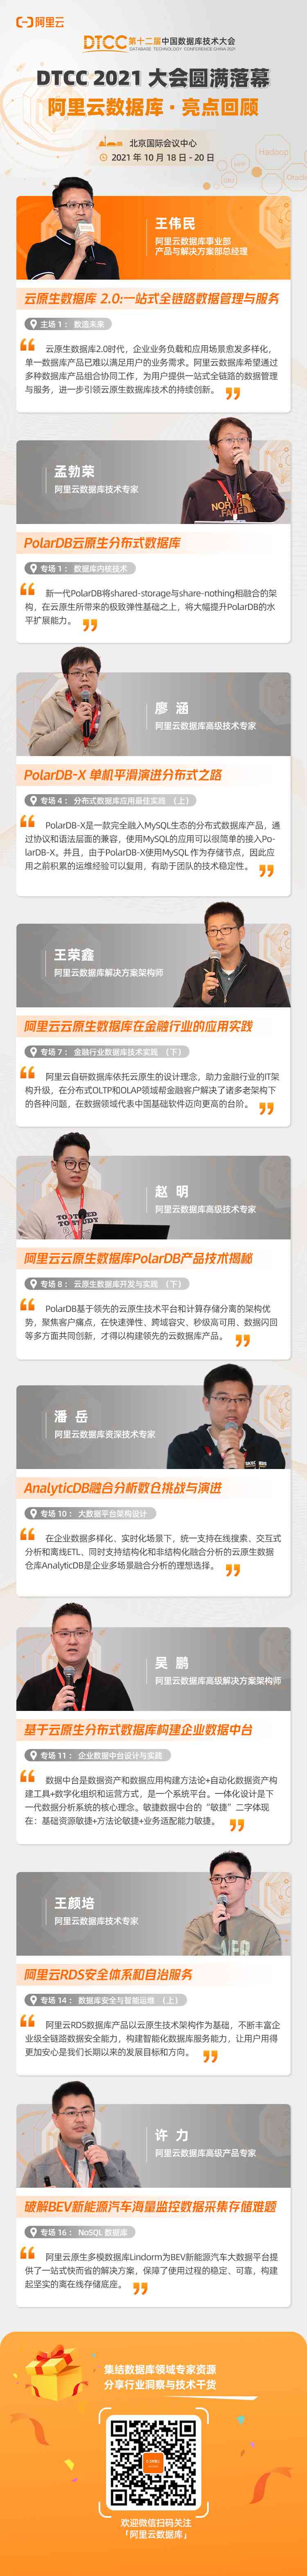 阿里云
DTCC 第十二届中国数据库技术大会
DATABASE TECHNOLOGY CONFERENCE CHINA 2021
DTCC 2021 大会圆满落幕
阿里云数据库·亮点回顾
北京国际会议中心
2021 年 10 月 18 日 - 20 日
Hadoop
王伟民
阿里云数据库事业部
产品与解决方案部总经理
云原生数据库 2.0:一站式全链路数据管理与服务
主场 1： 数造未来
云原生数据库2.0时代，企业业务负载和应用场景愈发多样化，
单一数据库产品已难以满足用户的业务需求。阿里云数据库希望通过
多种数据库产品组合协同工作，为用户提供一站式全链路的数据管理
与服务，进一步引领云原生数据库技术的持续创新。
孟勃荣
阿里云数据库技术专家
THE
NORTH
FACE
PolarDB云原生分布式数据库
专场 1： 数据库内核技术
新一代PolarDB将shared-storage与share-nothing相融合的架
构，在云原生所带来的极致弹性基础之上，将大幅提升PolarDB的水
平扩展能力。
廖 涵
阿里云数据库高级技术专家
PolarDB-X 单机平滑演进分布式之路
专场 4： 分布式数据库应用最佳实践 （上）
PolarDB-X是一款完全融入MySQL生态的分布式数据库产品，通
过协议和语法层面的兼容，使用MySQL的应用可以很简单的接入Po-
larDB-X。并且，由于PolarDB-X使用MySQL 作为存储节点，因此应
用之前积累的运维经验可以复用，有助于团队的技术稳定性。
王荣鑫
阿里云数据库解决方案架构师
阿里云云原生数据库在金融行业的应用实践
专场 7： 金融行业数据库技术实践 （下）
阿里云自研数据库依托云原生的设计理念，助力金融行业的IT架
构升级，在分布式OLTP和OLAP领域帮金融客户解决了诸多老架构下
的各种问题，在数据领域代表中国基础软件迈向更高的台阶。
赵 明
阿里云数据库高级技术专家
阿里云云原生数据库PolarDB产品技术揭秘
专场 8： 云原生数据库开发与实践 （下）
PolarDB基于领先的云原生技术平台和计算存储分离的架构优
势，聚焦客户痛点，在快速弹性、跨域容灾、秒级高可用、数据闪回
等多方面共同创新，才得以构建领先的云数据库产品。
潘 岳
阿里云数据库资深技术专家
AnalyticDB融合分析数仓挑战与演进
专场 10： 大数据平台架构设计
在企业数据多样化、实时化场景下，统一支持在线搜索、交互式
分析和离线ETL、同时支持结构化和非结构化融合分析的云原生数据
仓库AnalyticDB是企业多场景融合分析的理想选择。
吴 鹏
阿里云数据库高级解决方案架构师
基于云原生分布式数据库构建企业数据中台
专场 11： 企业数据中台设计与实践
数据中台是数据资产和数据应用构建方法论+自动化数据资产构
建工具+数字化组织和运营方式，是一个系统平台。一体化设计是下
一代数据分析系统的核心理念。敏捷数据中台的“敏捷”二字体现
在：基础资源敏捷+方法论敏捷+业务适配能力敏捷。
王颜培
阿里云数据库技术专家
阿里云RDS安全体系和自治服务
专场 14： 数据库安全与智能运维 （上）
阿里云RDS数据库产品以云原生技术架构作为基础，不断丰富企
业级全链路数据安全能力，构建智能化数据库服务能力，让用户用得
更加安心是我们长期以来的发展目标和方向。
许 力
阿里云数据库高级产品专家
破解BEV新能源汽车海量监控数据采集存储难题
专场 16： NoSQL 数据库
阿里云原生多模数据库Lindorm为BEV新能源汽车大数据平台提
供了一站式快而省的解决方案，保障了使用过程的稳定、可靠，构建
起坚实的离在线存储底座。
集结数据库领域专家资源
分享行业洞察与技术干货
欢迎微信扫码关注
「阿里云数据库」